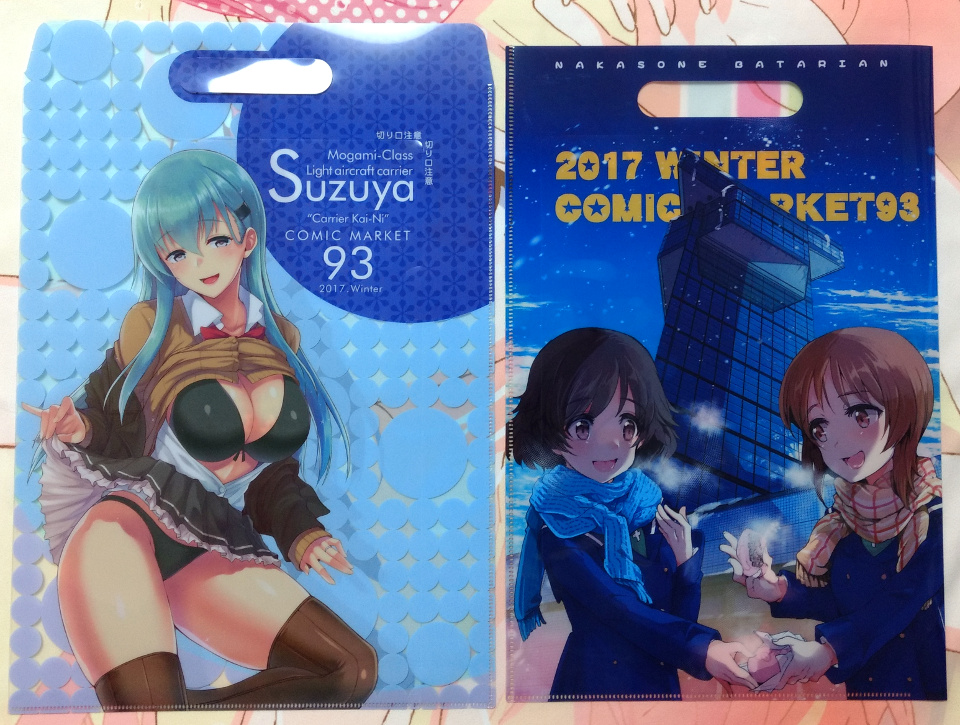 切り口注意
切り口注意
Mogami-Class
Light aircraft carrier
Suzuya
"Carrier Kai-Ni"
COMIC MARKET
93
2017. Winter
NAKASONE BATARIAN
2017 WINTER
COMIC MARKET93